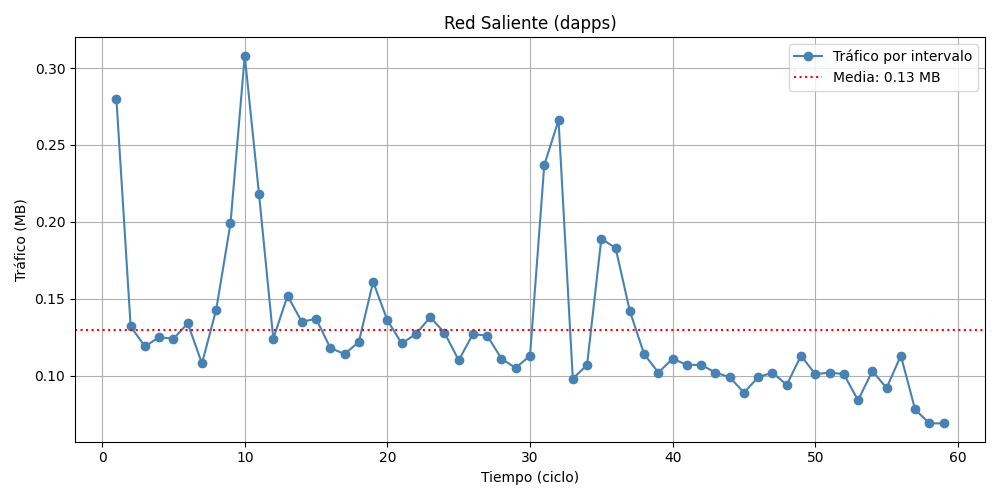 Red Saliente (dapps)
Tráfico por intervalo
Media: 0.13 MB
Tráfico (MB)
0.30
0.25
0.20
0.15
0.10
0 10 20 30 40 50 60
Tiempo (ciclo)